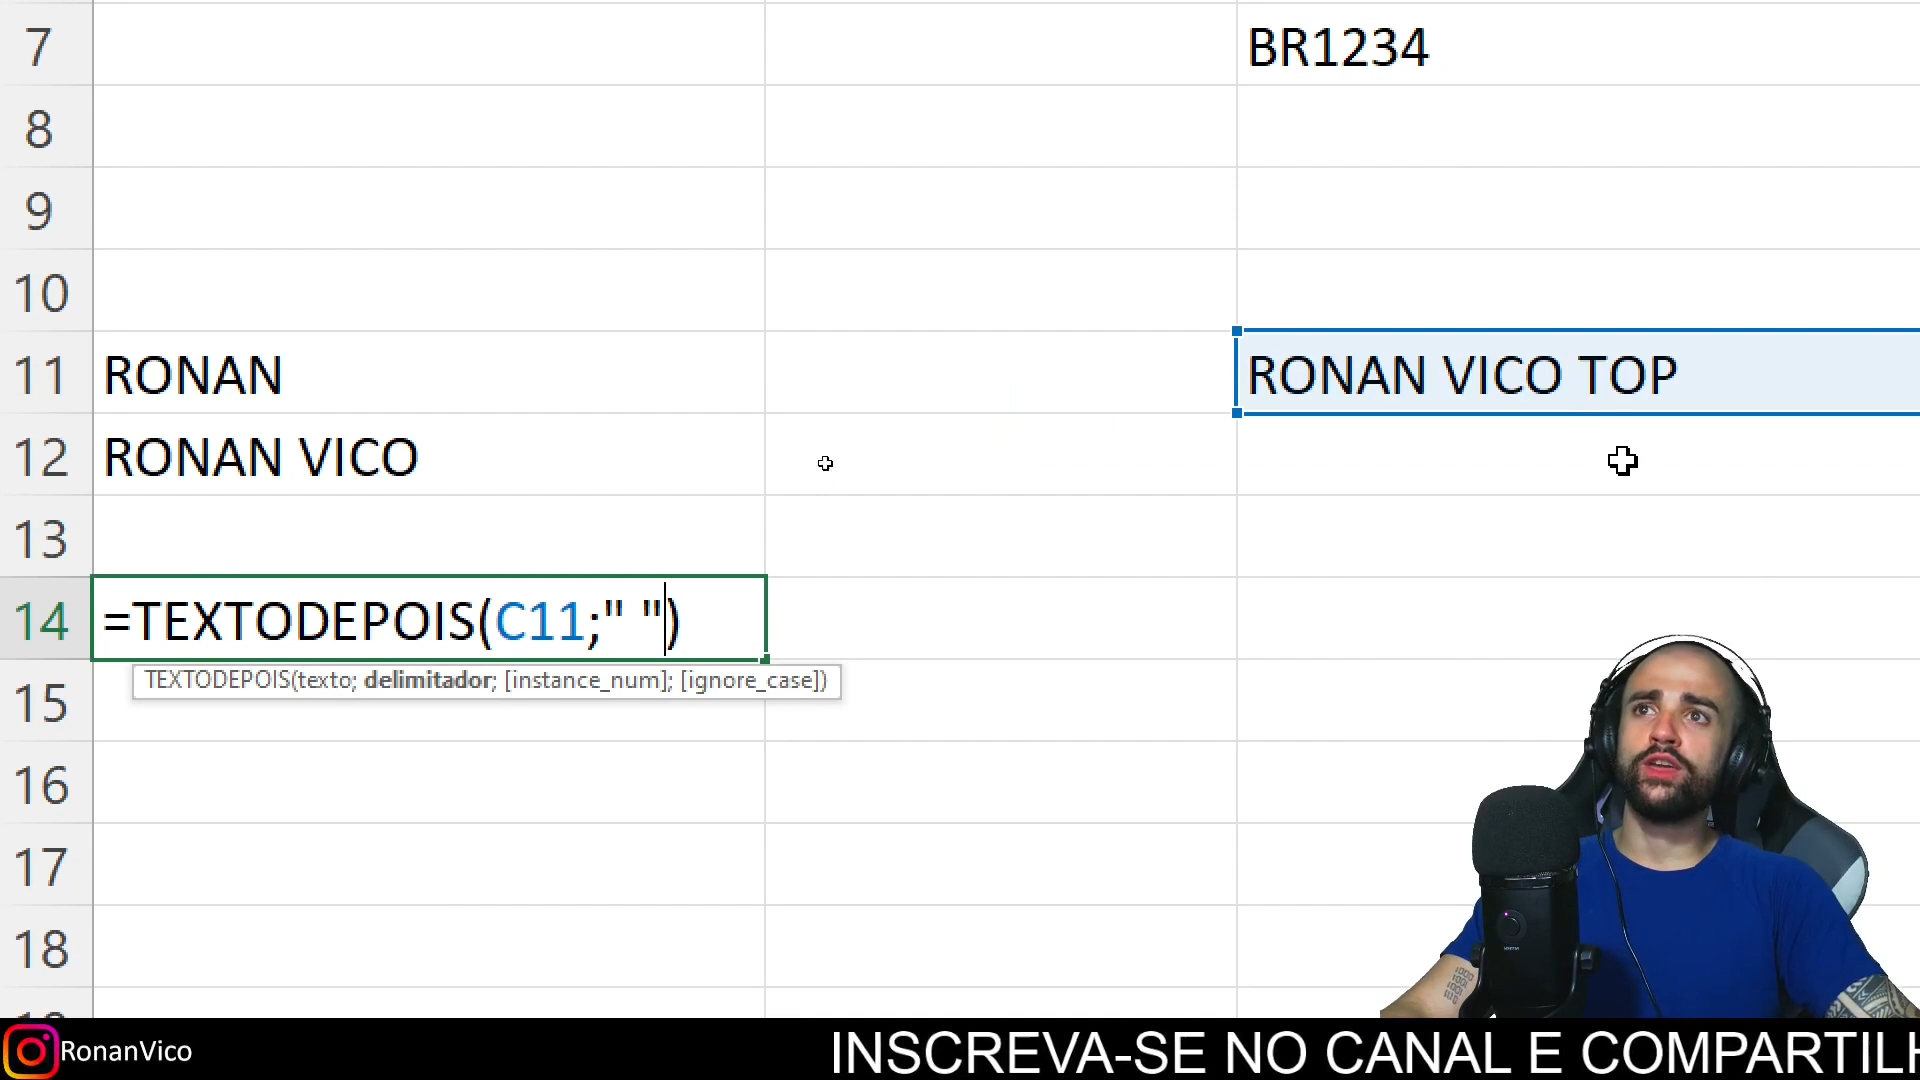 7 BR1234
8
9
10
11 RONAN RONAN VICO TOP
12 RONAN VICO
13
14 =TEXTODEPOIS(C11;" ")
TEXTODEPOIS(texto; delimitador; [instance_num]; [ignore_case])
15
16
17
18
RonanVico INSCREVA-SE NO CANAL E COMPARTILH